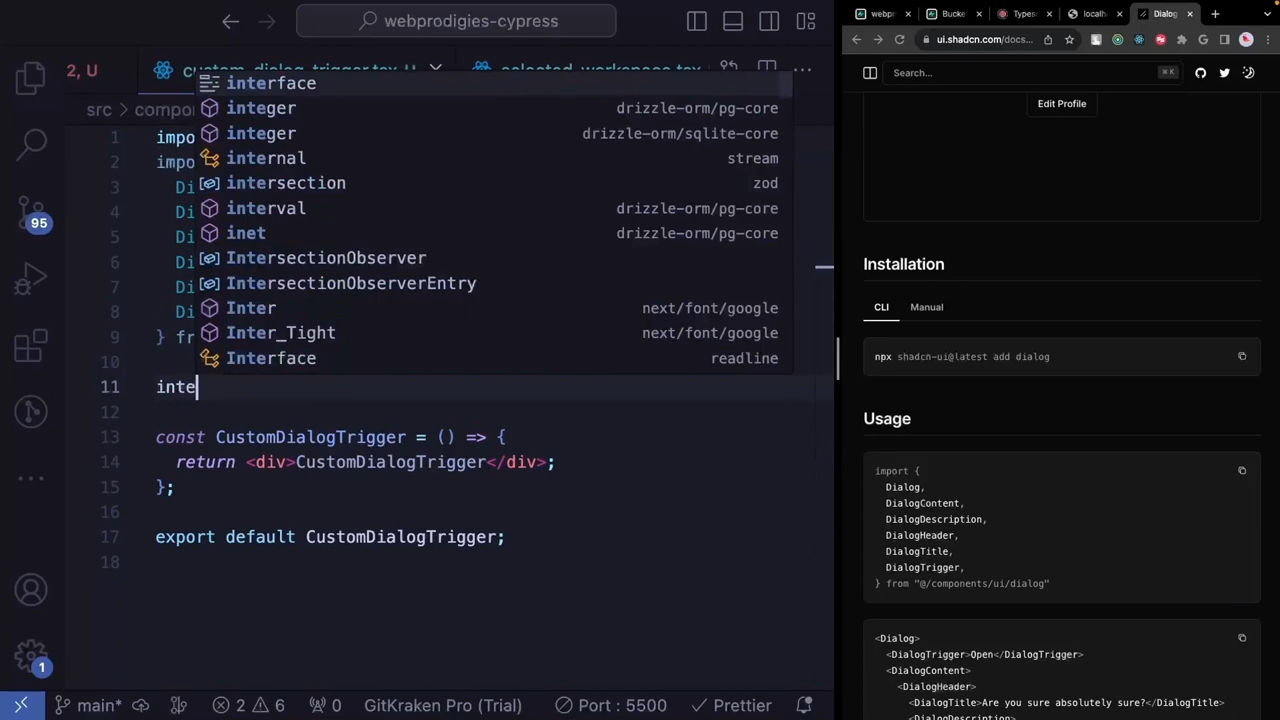 webprodigies-cypress
2, U
custom_dialog_trigger.tsx U
selected_workspace.tsx
src > compo
interface
integer drizzle-orm/pg-core
integer drizzle-orm/sqlite-core
internal stream
intersection zod
interval drizzle-orm/pg-core
inet drizzle-orm/pg-core
IntersectionObserver
IntersectionObserverEntry
Inter next/font/google
Inter_Tight next/font/google
Interface readline
1 impo
2 impo
3 Di
4 Di
5 Di
6 Di
7 Di
8 Di
9 } fr
10
11 inte
12
13 const CustomDialogTrigger = () => {
14 return <div>CustomDialogTrigger</div>;
15 };
16
17 export default CustomDialogTrigger;
18
95
1
main*
2 6
0
GitKraken Pro (Trial)
Port : 5500
Prettier
webpr
Bucke
Types
localh
Dialog
ui.shadcn.com/docs...
Search...
⌘K
Edit Profile
Installation
CLI Manual
npx shadcn-ui@latest add dialog
Usage
import {
Dialog,
DialogContent,
DialogDescription,
DialogHeader,
DialogTitle,
DialogTrigger,
} from "@/components/ui/dialog"
<Dialog>
<DialogTrigger>Open</DialogTrigger>
<DialogContent>
<DialogHeader>
<DialogTitle>Are you sure absolutely sure?</DialogTitle>
<DialogDescription>